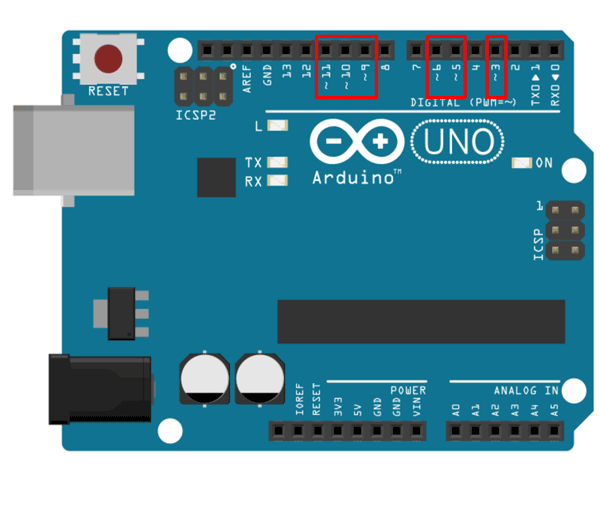 RESET
ICSP2
AREF
GND
13
12
~11
~10
~9
8
7
~6
~5
4
~3
2
TX0▶1
RX0◀0
DIGITAL (PWM=~)
L
TX
RX
UNO
Arduino™
ON
1
ICSP
POWER
ANALOG IN
IOREF
RESET
3V3
5V
GND
GND
VIN
A0
A1
A2
A3
A4
A5